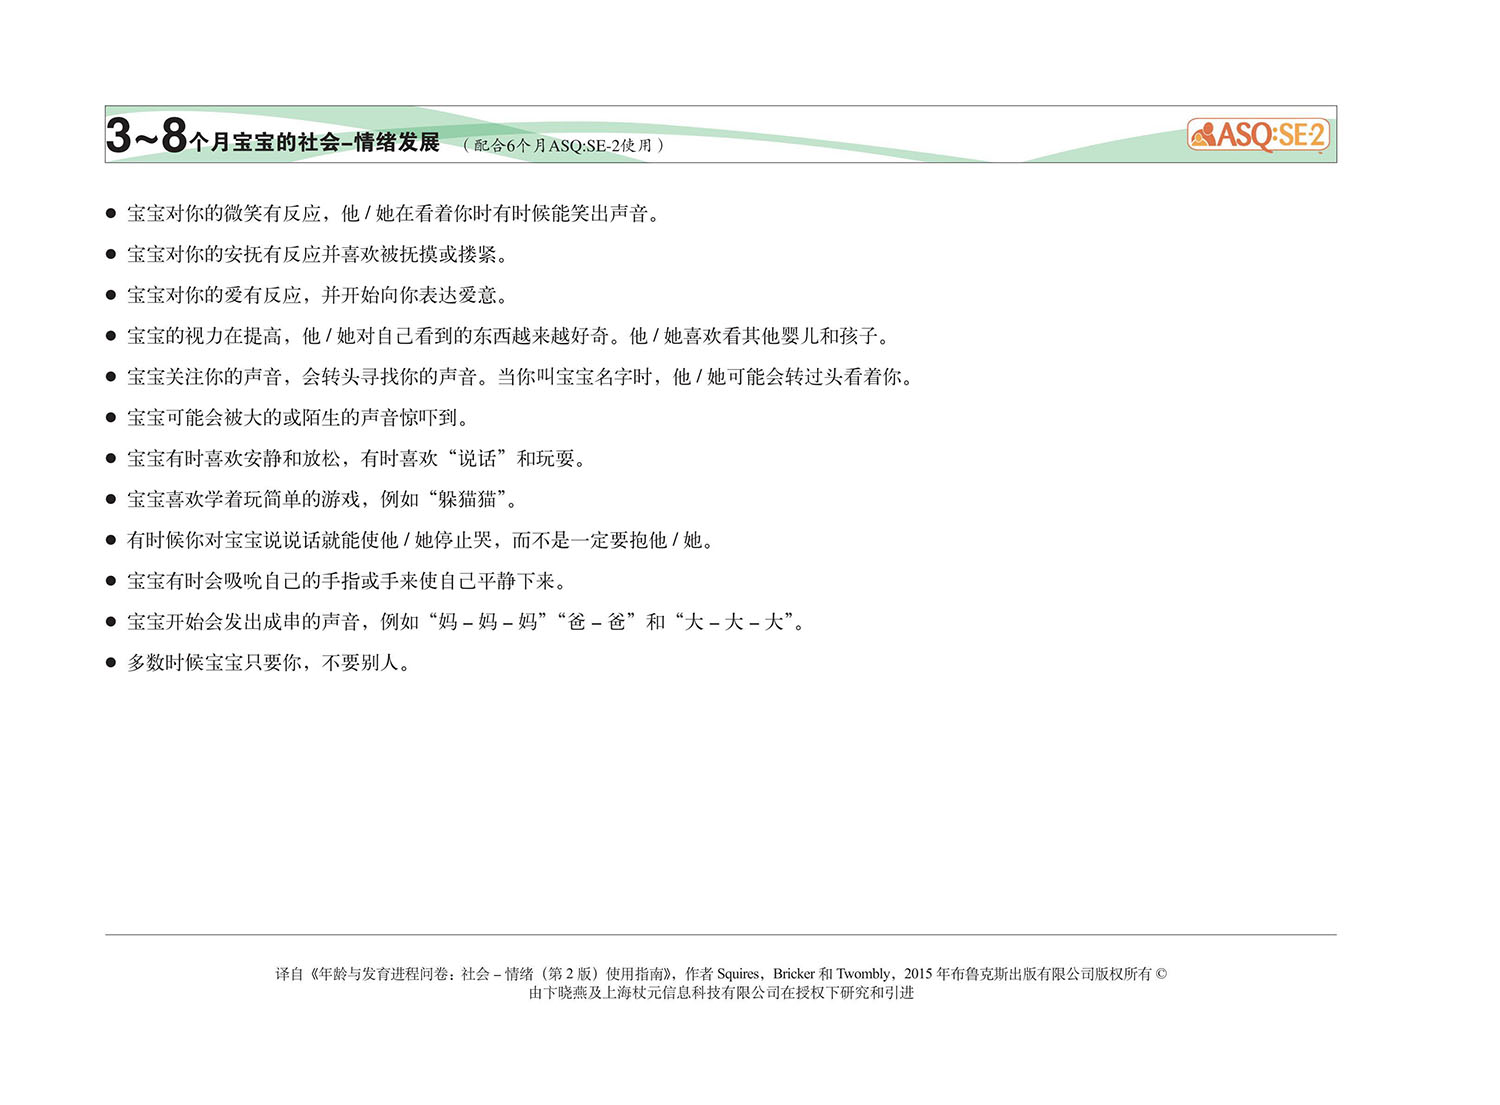 3~8个月宝宝的社会–情绪发展 （配合6个月ASQ:SE-2使用）
ASQ:SE-2
● 宝宝对你的微笑有反应，他 / 她在看着你时有时候能笑出声音。
● 宝宝对你的安抚有反应并喜欢被抚摸或搂紧。
● 宝宝对你的爱有反应，并开始向你表达爱意。
● 宝宝的视力在提高，他 / 她对自己看到的东西越来越好奇。他 / 她喜欢看其他婴儿和孩子。
● 宝宝关注你的声音，会转头寻找你的声音。当你叫宝宝名字时，他 / 她可能会转过头看着你。
● 宝宝可能会被大的或陌生的声音惊吓到。
● 宝宝有时喜欢安静和放松，有时喜欢“说话”和玩耍。
● 宝宝喜欢学着玩简单的游戏，例如“躲猫猫”。
● 有时候你对宝宝说说话就能使他 / 她停止哭，而不是一定要抱他 / 她。
● 宝宝有时会吸吮自己的手指或手来使自己平静下来。
● 宝宝开始会发出成串的声音，例如“妈 – 妈 – 妈”“爸 – 爸”和“大 – 大 – 大”。
● 多数时候宝宝只要你，不要别人。
译自《年龄与发育进程问卷：社会 – 情绪（第 2 版）使用指南》，作者 Squires，Bricker 和 Twombly，2015 年布鲁克斯出版有限公司版权所有 ©
由卞晓燕及上海杖元信息科技有限公司在授权下研究和引进